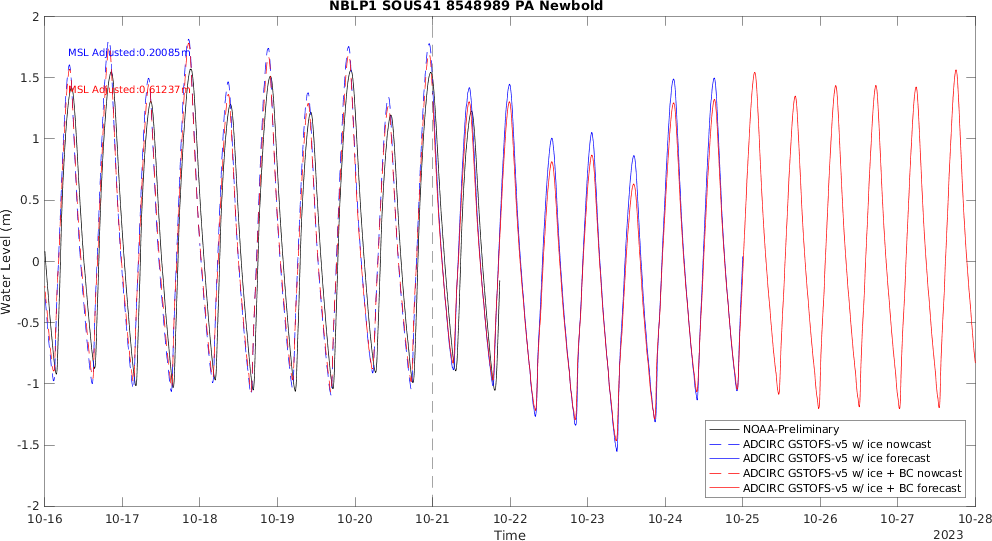 NBLP1 SOUS41 8548989 PA Newbold
2
1.5
1
0.5
0
-0.5
-1
-1.5
-2
Water Level (m)
MSL Adjusted:0.20085m
MSL Adjusted:0.61237m
NOAA-Preliminary
ADCIRC GSTOFS-v5 w/ ice nowcast
ADCIRC GSTOFS-v5 w/ ice forecast
ADCIRC GSTOFS-v5 w/ ice + BC nowcast
ADCIRC GSTOFS-v5 w/ ice + BC forecast
10-16 10-17 10-18 10-19 10-20 10-21 10-22 10-23 10-24 10-25 10-26 10-27 10-28
Time
2023